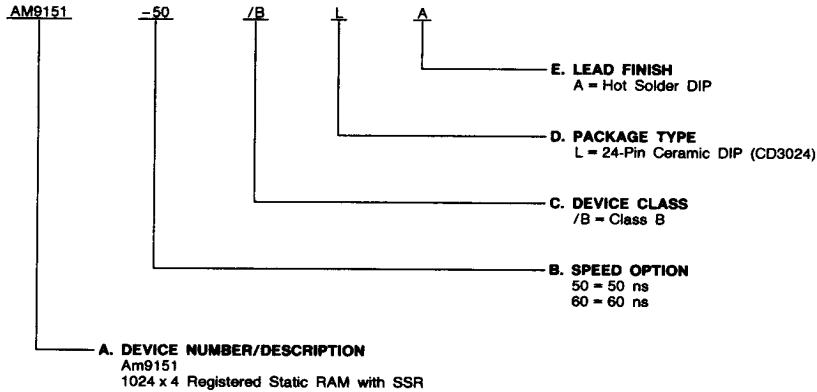 AM9151 -50 /B L A
E. LEAD FINISH
A = Hot Solder DIP
D. PACKAGE TYPE
L = 24-Pin Ceramic DIP (CD3024)
C. DEVICE CLASS
/B = Class B
B. SPEED OPTION
50 = 50 ns
60 = 60 ns
A. DEVICE NUMBER/DESCRIPTION
Am9151
1024 x 4 Registered Static RAM with SSR